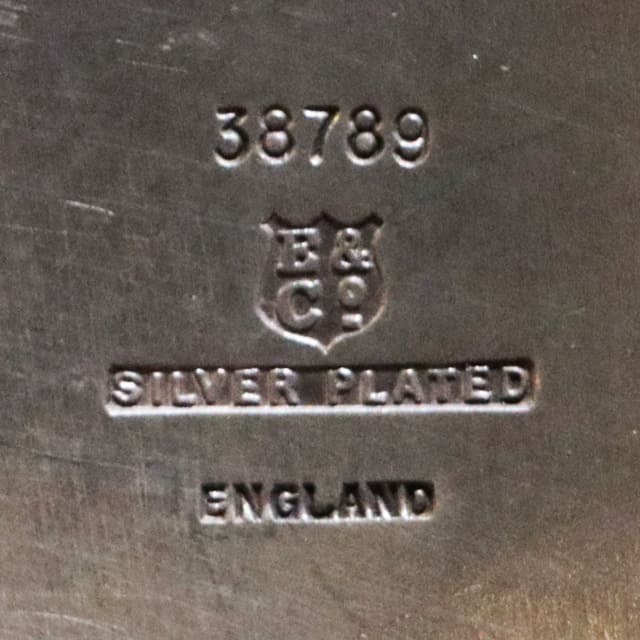 38789
E &
Cº
SILVER PLATED
ENGLAND